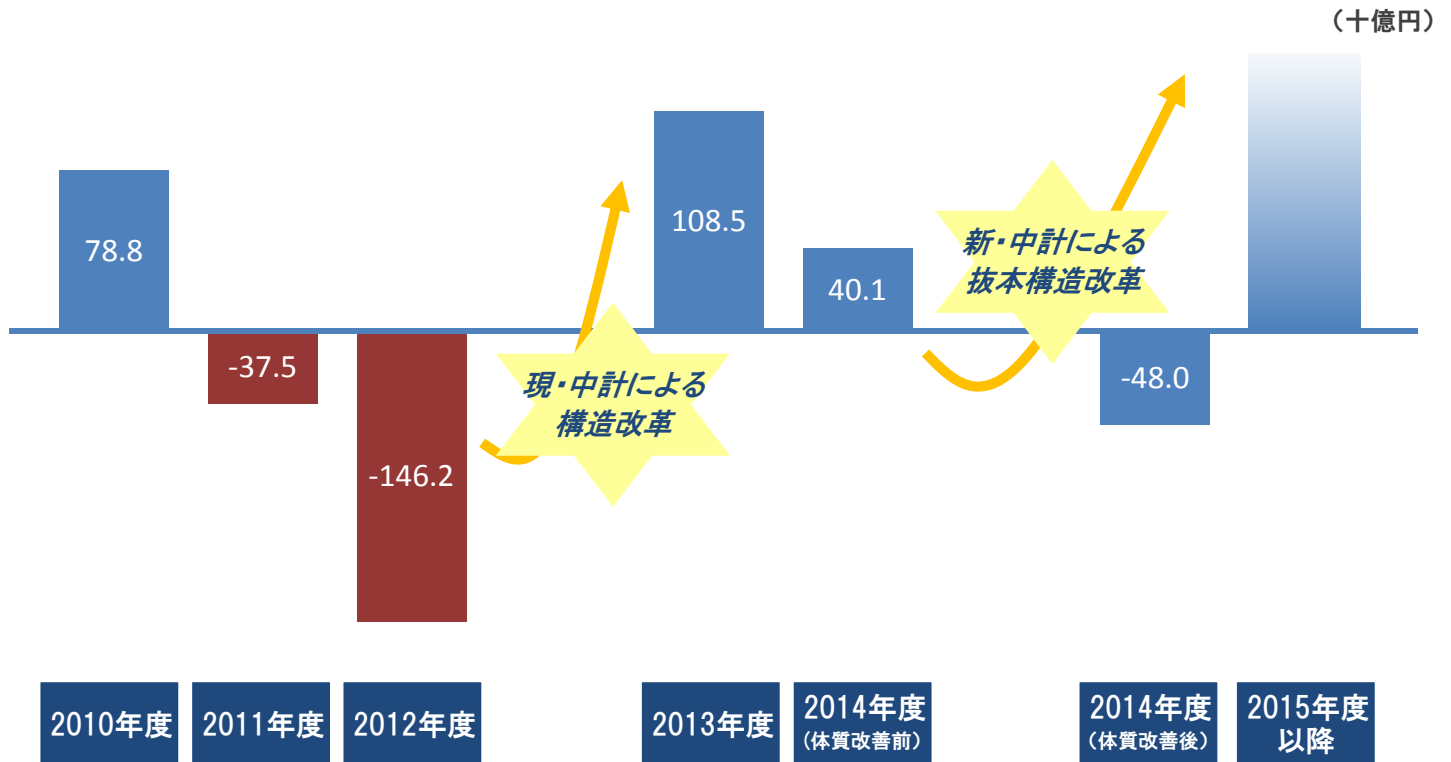 （十億円）
78.8
-37.5
-146.2
現・中計による
構造改革
108.5
40.1
新・中計による
抜本構造改革
-48.0
2010年度
2011年度
2012年度
2013年度
2014年度
（体質改善前）
2014年度
（体質改善後）
2015年度
以降